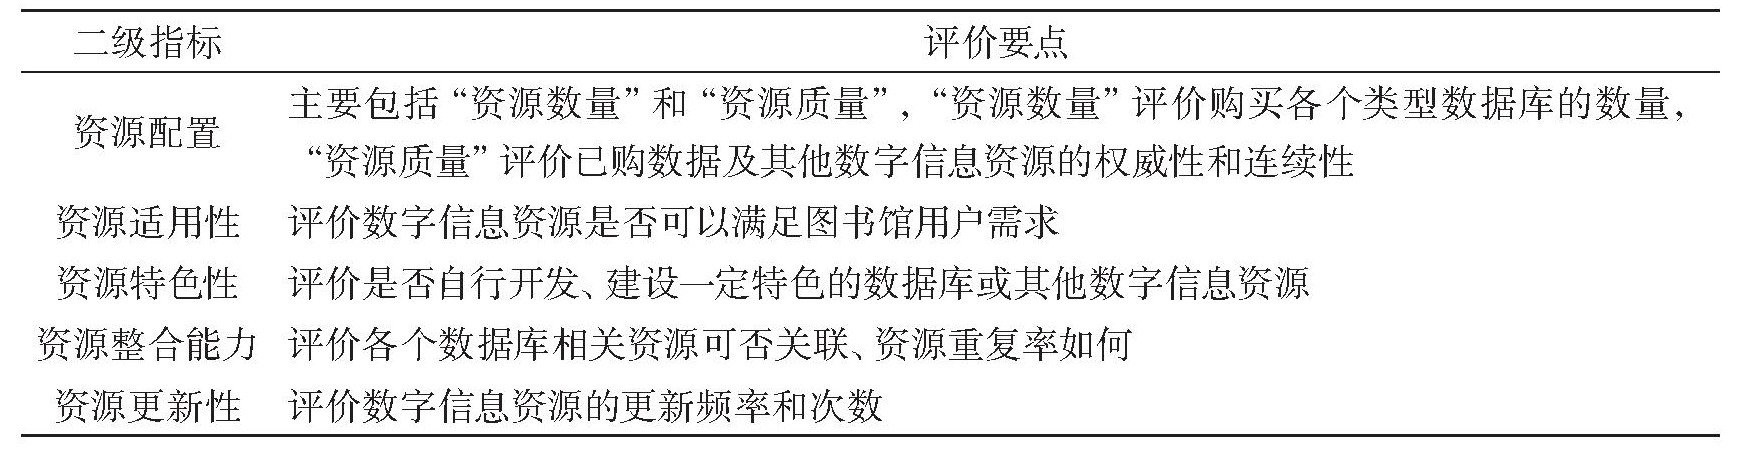 二级指标 评价要点
主要包括“资源数量”和“资源质量”，“资源数量”评价购买各个类型数据库的数量，
资源配置
“资源质量”评价已购数据及其他数字信息资源的权威性和连续性
资源适用性 评价数字信息资源是否可以满足图书馆用户需求
资源特色性 评价是否自行开发、建设一定特色的数据库或其他数字信息资源
资源整合能力 评价各个数据库相关资源可否关联、资源重复率如何
资源更新性 评价数字信息资源的更新频率和次数